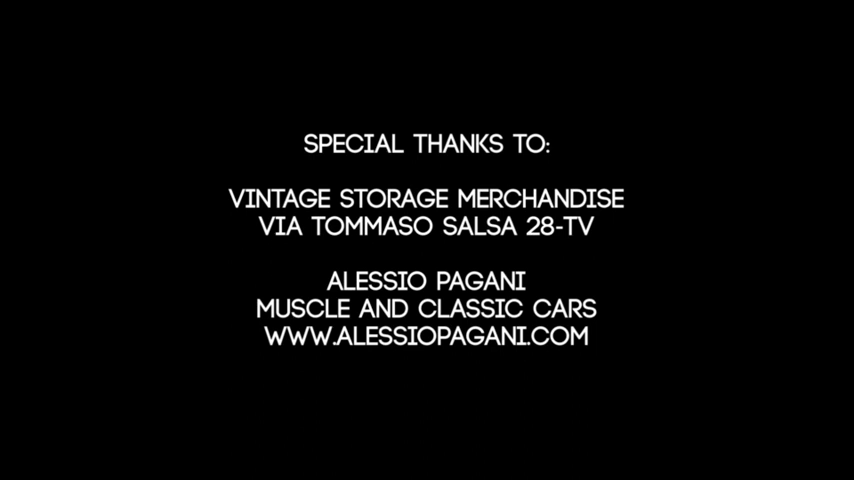 SPECIAL THANKS TO:
VINTAGE STORAGE MERCHANDISE
VIA TOMMASO SALSA 28-TV
ALESSIO PAGANI
MUSCLE AND CLASSIC CARS
WWW.ALESSIOPAGANI.COM